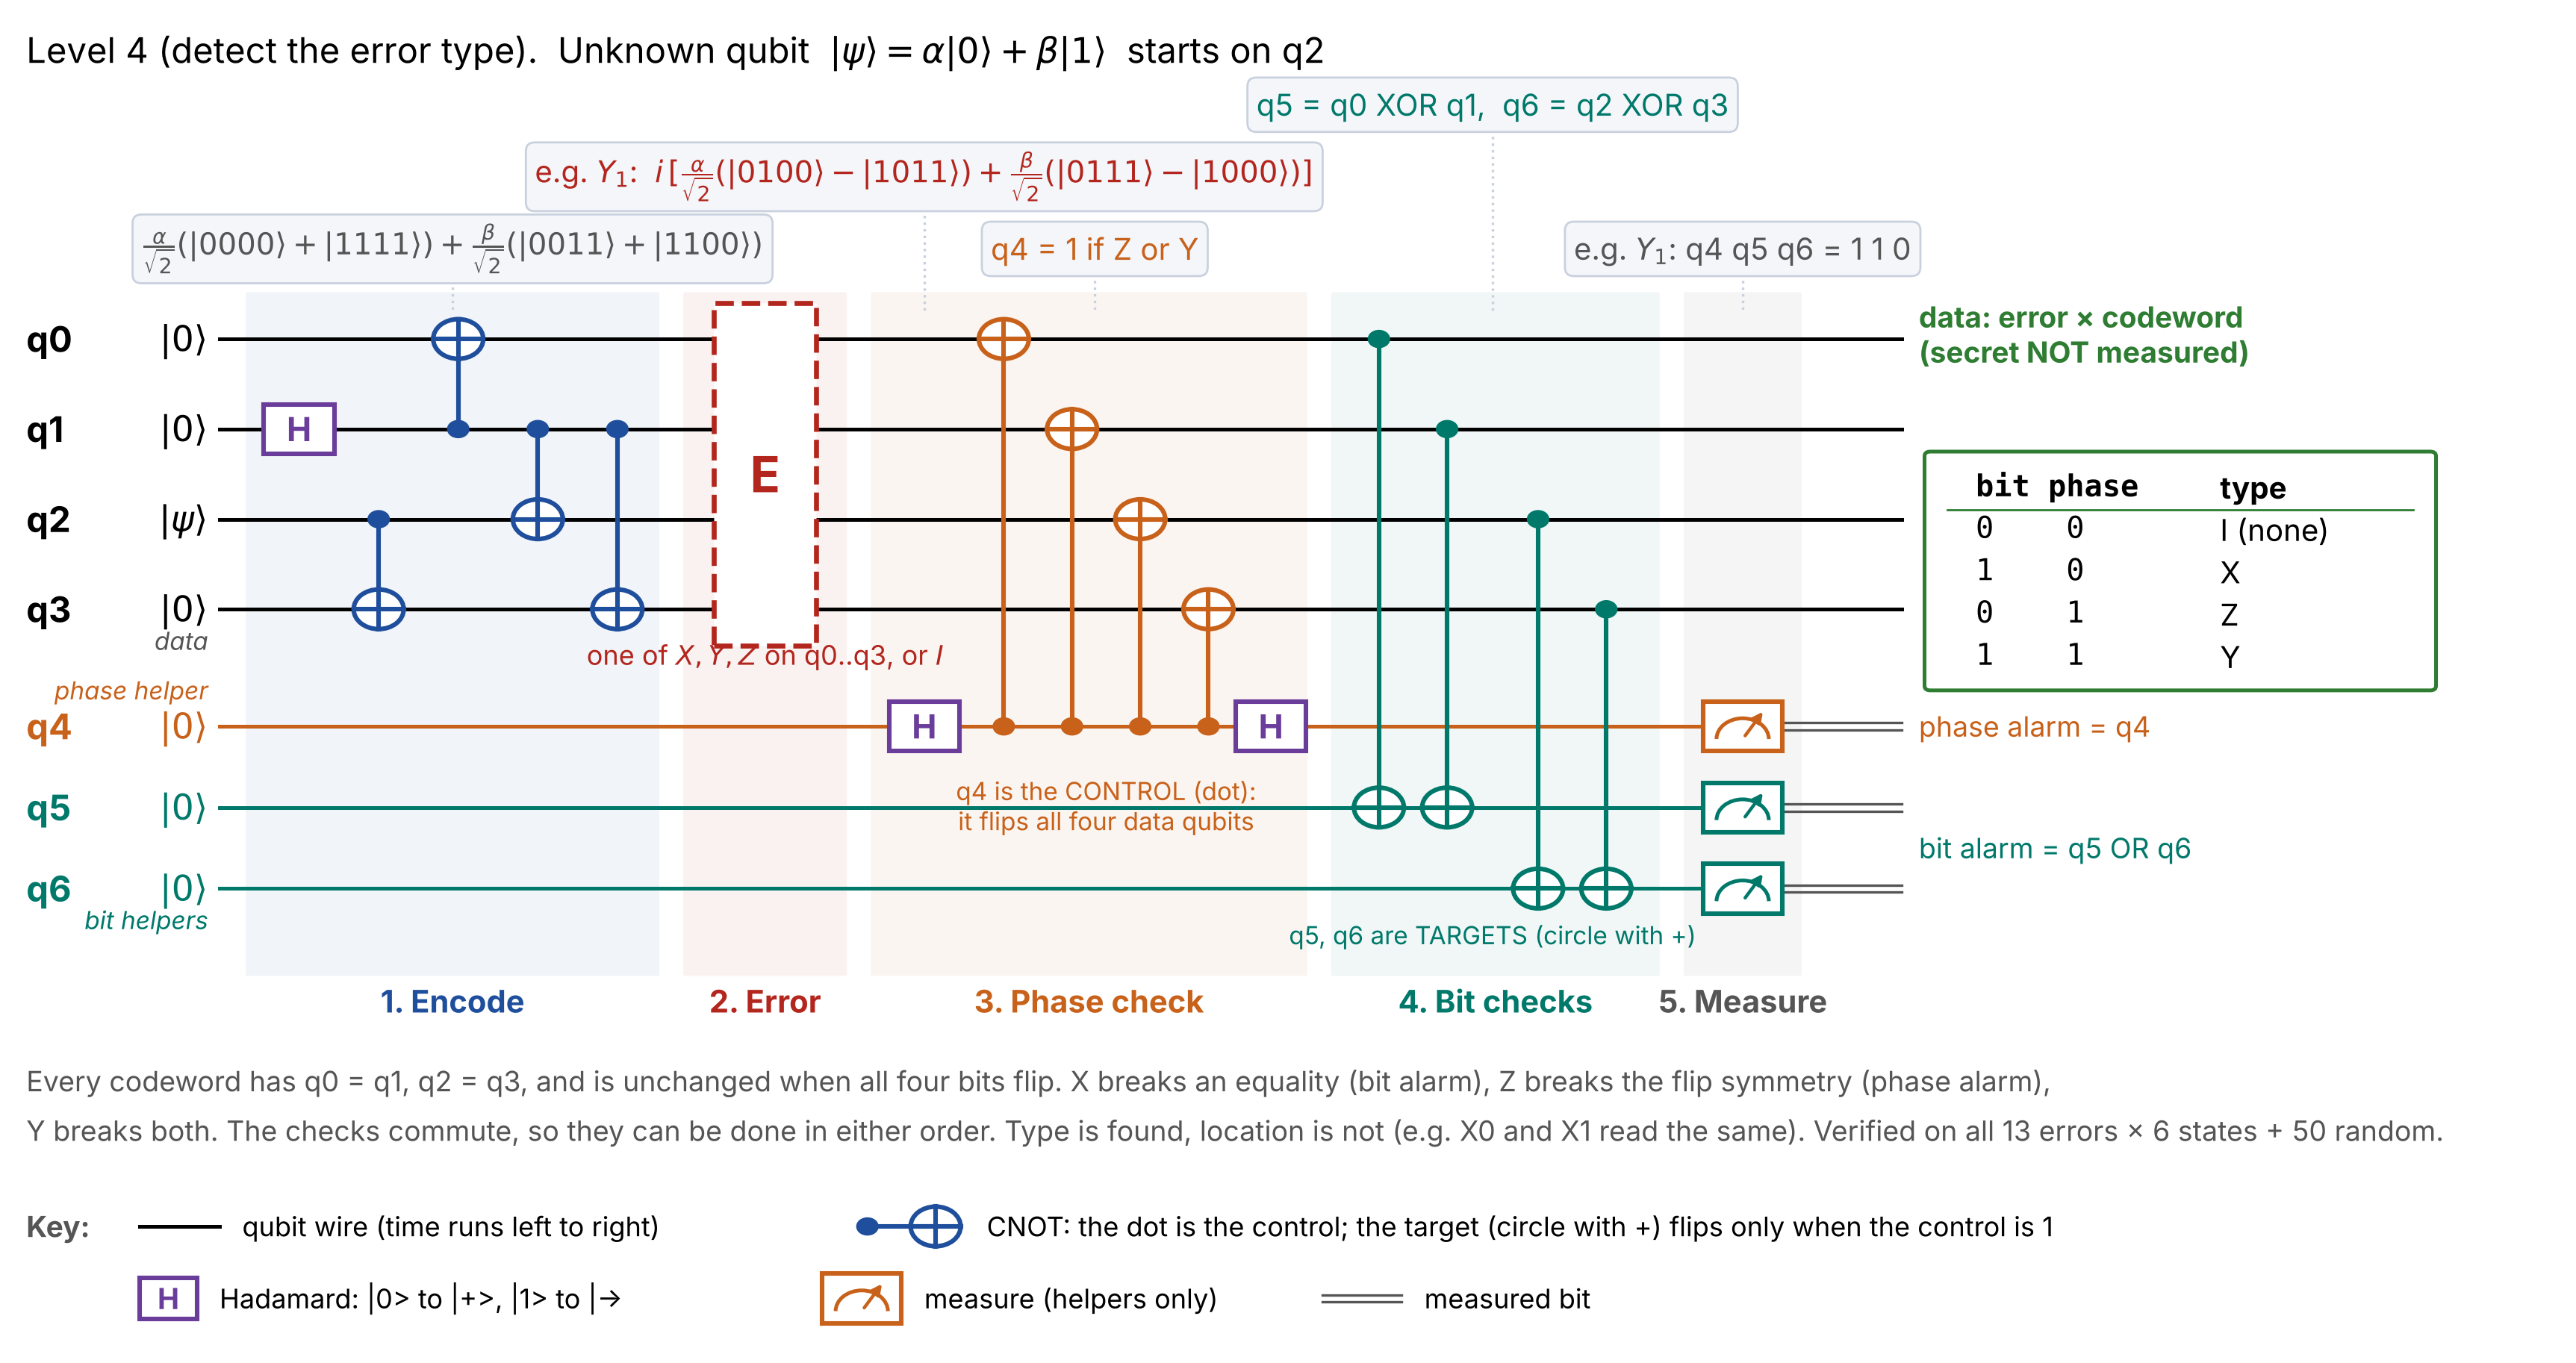 Level 4 (detect the error type).  Unknown qubit |ψ⟩ = α|0⟩ + β|1⟩ starts on q2
q5 = q0 XOR q1,  q6 = q2 XOR q3
e.g. Y₁:  i [α/√2(|0100⟩ − |1011⟩) + β/√2(|0111⟩ − |1000⟩)]
α/√2(|0000⟩ + |1111⟩) + β/√2(|0011⟩ + |1100⟩)
q4 = 1 if Z or Y
e.g. Y₁: q4 q5 q6 = 1 1 0
q0 |0⟩
data: error × codeword
(secret NOT measured)
q1 |0⟩
H
E
q2 |ψ⟩
q3 |0⟩
data
one of X, Y, Z on q0..q3, or I
bit phase type
0 0 I (none)
1 0 X
0 1 Z
1 1 Y
phase helper
q4 |0⟩
H
H
phase alarm = q4
q4 is the CONTROL (dot):
it flips all four data qubits
q5 |0⟩
bit alarm = q5 OR q6
q6 |0⟩
bit helpers
q5, q6 are TARGETS (circle with +)
1. Encode
2. Error
3. Phase check
4. Bit checks
5. Measure
Every codeword has q0 = q1, q2 = q3, and is unchanged when all four bits flip. X breaks an equality (bit alarm), Z breaks the flip symmetry (phase alarm),
Y breaks both. The checks commute, so they can be done in either order. Type is found, location is not (e.g. X0 and X1 read the same). Verified on all 13 errors × 6 states + 50 random.
Key:
qubit wire (time runs left to right)
CNOT: the dot is the control; the target (circle with +) flips only when the control is 1
H
Hadamard: |0> to |+>, |1> to |->
measure (helpers only)
measured bit